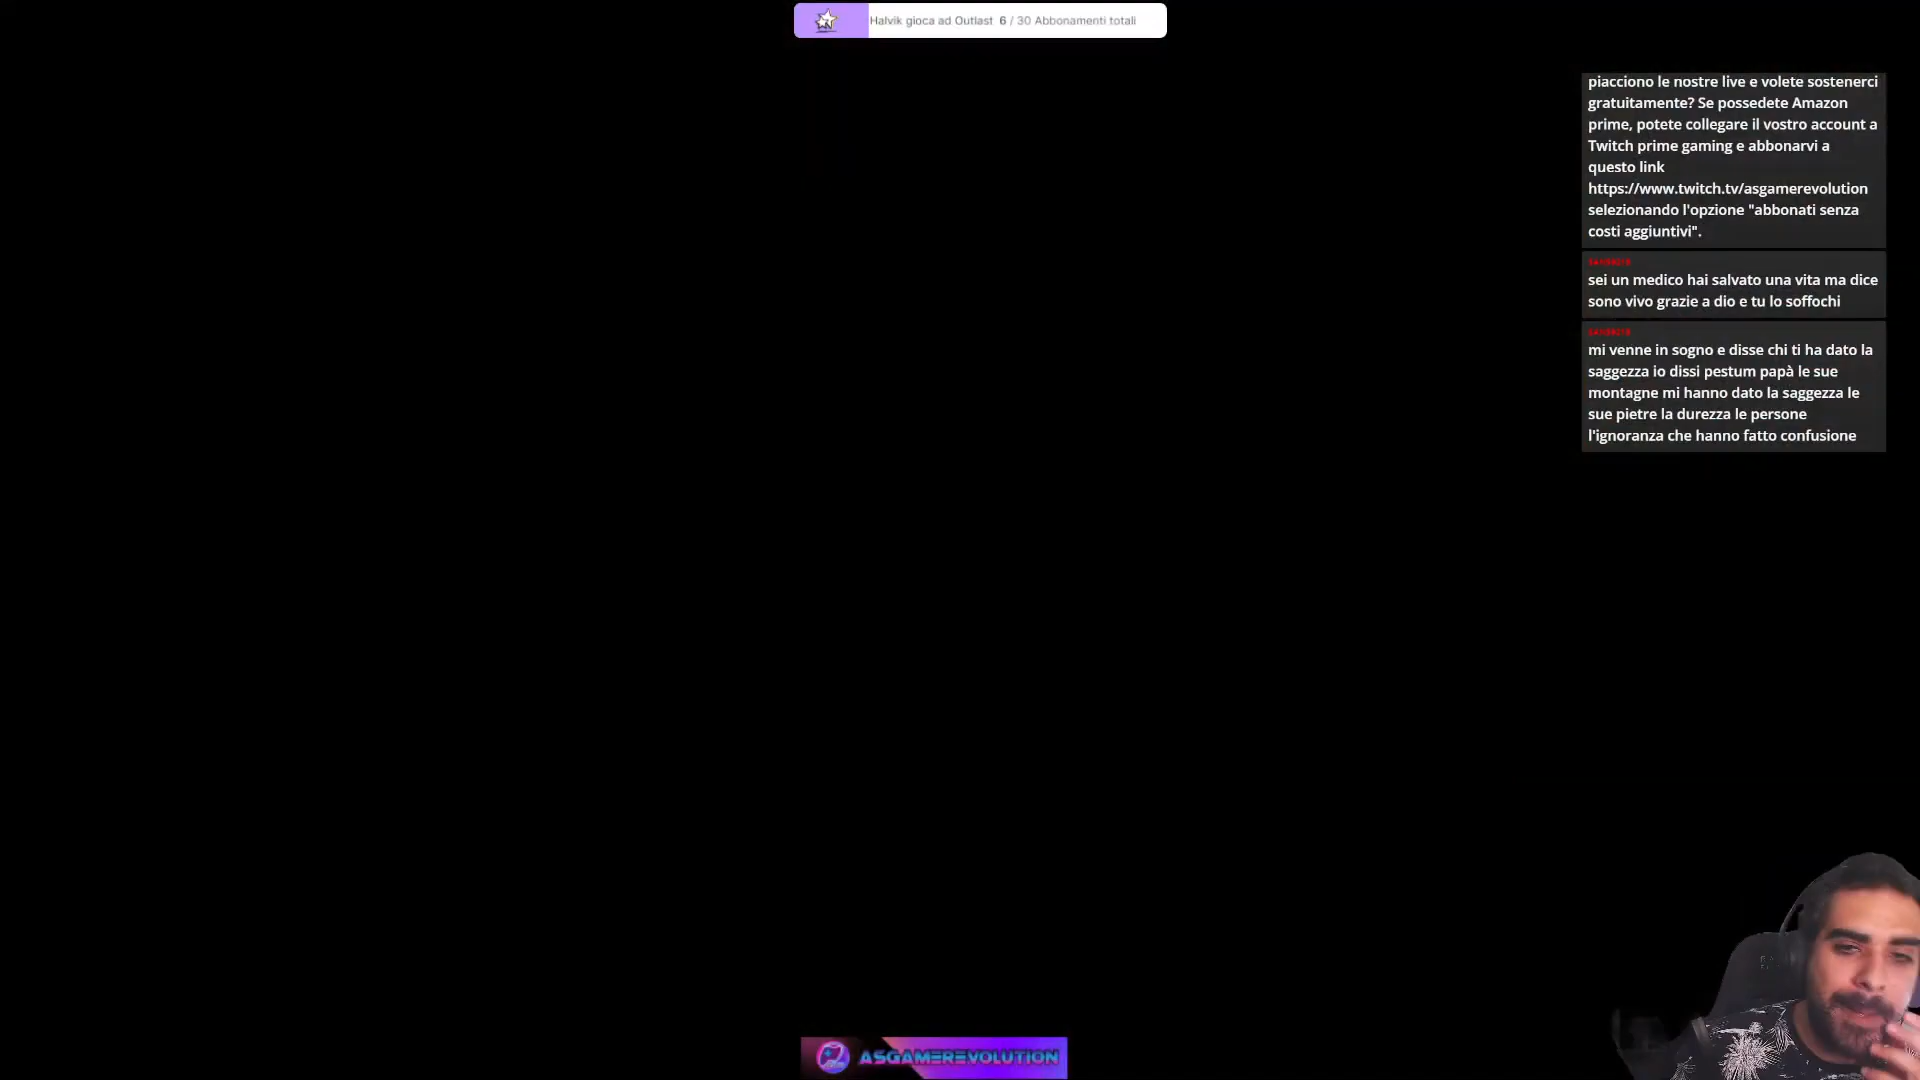 Halvik gioca ad Outlast 6 / 30 Abbonamenti totali
piacciono le nostre live e volete sostenerci
gratuitamente? Se possedete Amazon
prime, potete collegare il vostro account a
Twitch prime gaming e abbonarvi a
questo link
https://www.twitch.tv/asgamerevolution
selezionando l'opzione "abbonati senza
costi aggiuntivi".
sei un medico hai salvato una vita ma dice
sono vivo grazie a dio e tu lo soffochi
mi venne in sogno e disse chi ti ha dato la
saggezza io dissi pestum papà le sue
montagne mi hanno dato la saggezza le
sue pietre la durezza le persone
l'ignoranza che hanno fatto confusione
ASGAMEREVOLUTION